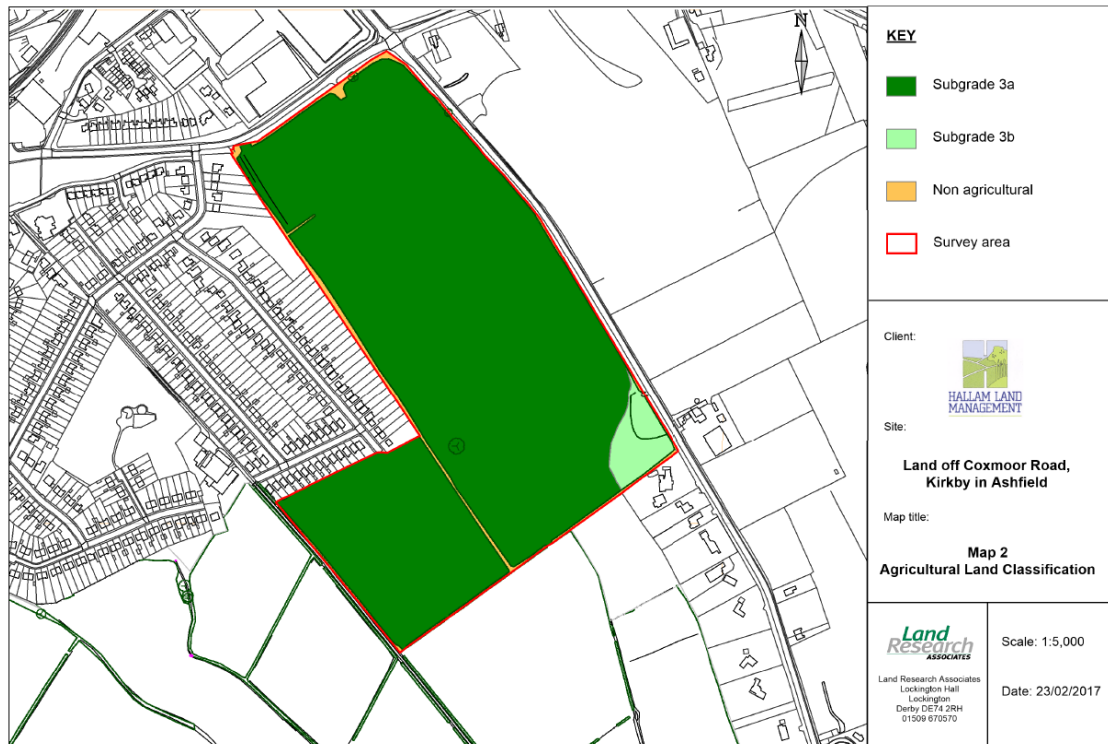 N
KEY
Subgrade 3a
Subgrade 3b
Non agricultural
Survey area
Client:
HALLAM LAND
MANAGEMENT
Site:
Land off Coxmoor Road,
Kirkby in Ashfield
Map title:
Map 2
Agricultural Land Classification
Land
Research
ASSOCIATES
Land Research Associates
Lockington Hall
Lockington
Derby DE74 2RH
01509 670570
Scale: 1:5,000
Date: 23/02/2017